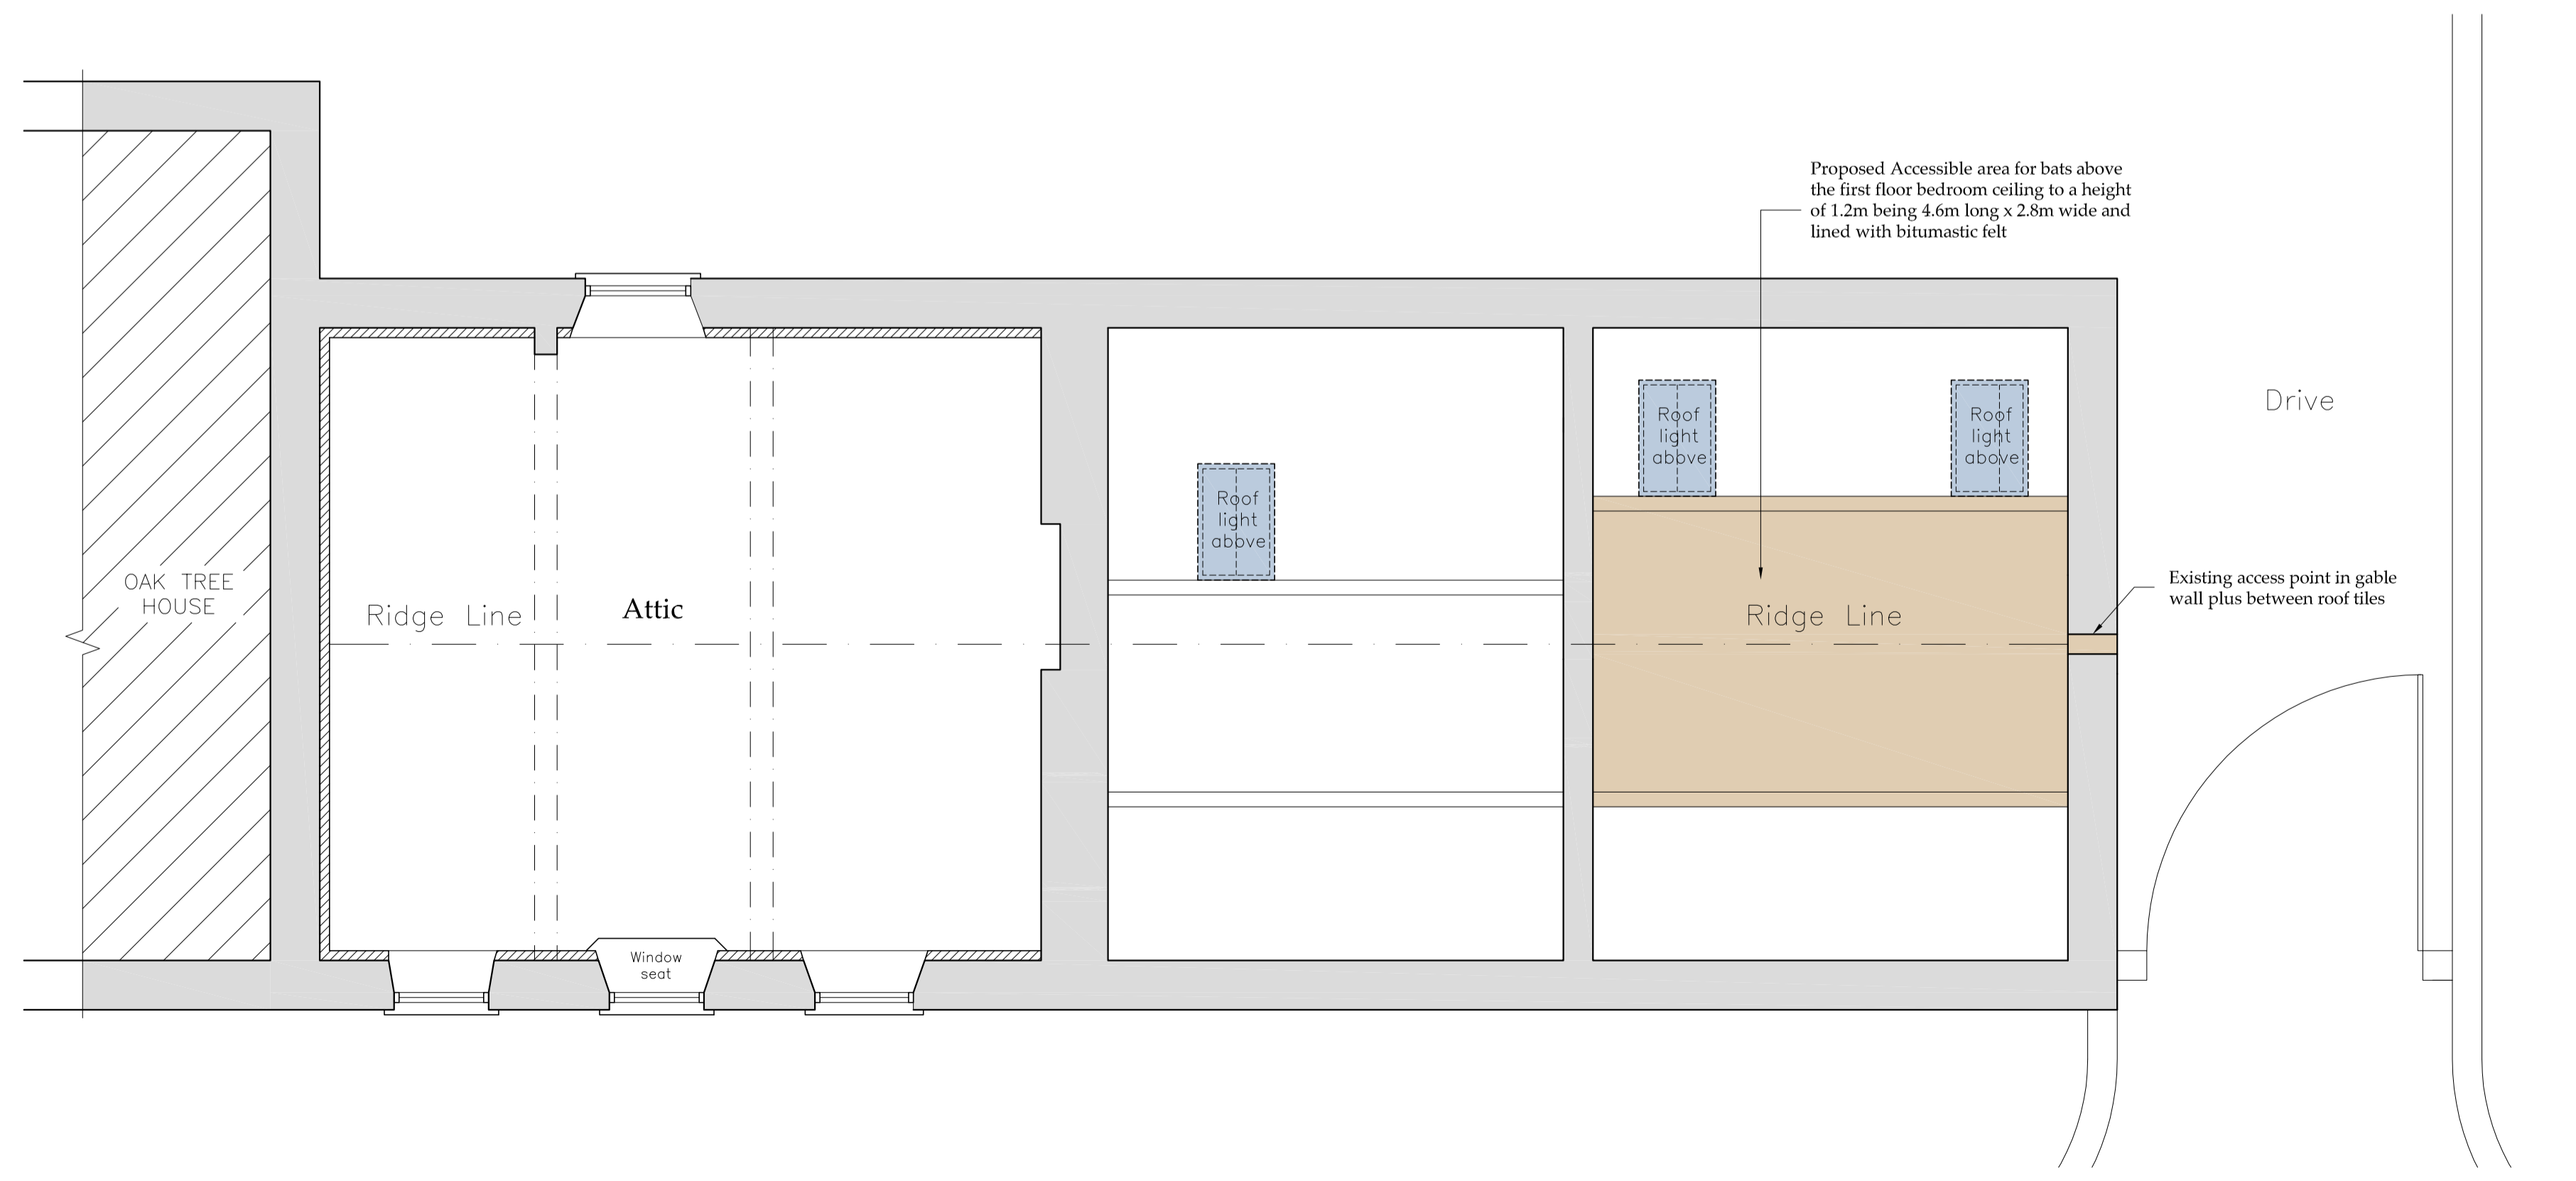 Proposed Accessible area for bats above
the first floor bedroom ceiling to a height
of 1.2m being 4.6m long x 2.8m wide and
lined with bitumastic felt
Drive
Roof
light
above
Roof
light
above
Roof
light
above
OAK TREE
HOUSE
Ridge Line
Attic
Ridge Line
Existing access point in gable
wall plus between roof tiles
Window
seat